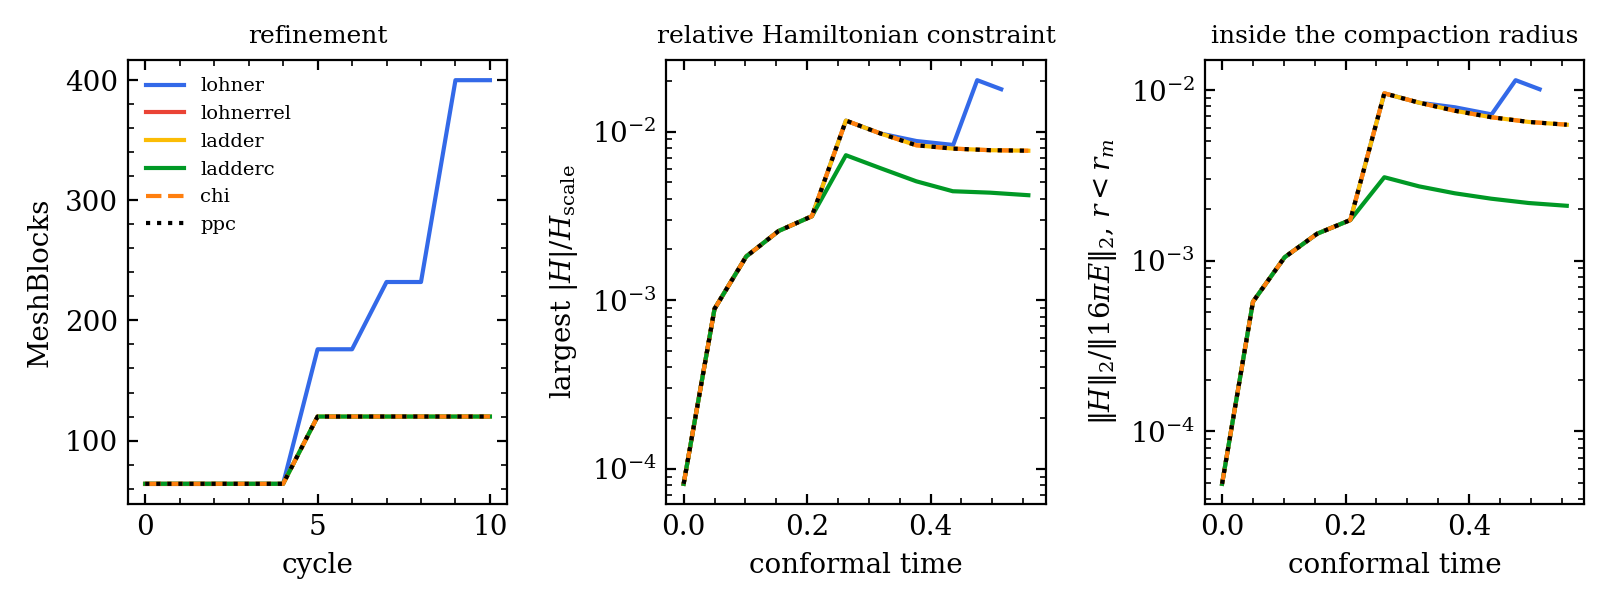 refinement
400
300
200
100
0
5
10
MeshBlocks
cycle
lohner
lohnerrel
ladder
ladderc
chi
ppc
relative Hamiltonian constraint
10⁻²
10⁻³
10⁻⁴
0.0
0.2
0.4
largest |H|/H_scale
conformal time
inside the compaction radius
10⁻²
10⁻³
10⁻⁴
0.0
0.2
0.4
‖H‖₂/‖16πE‖₂, r < r_m
conformal time